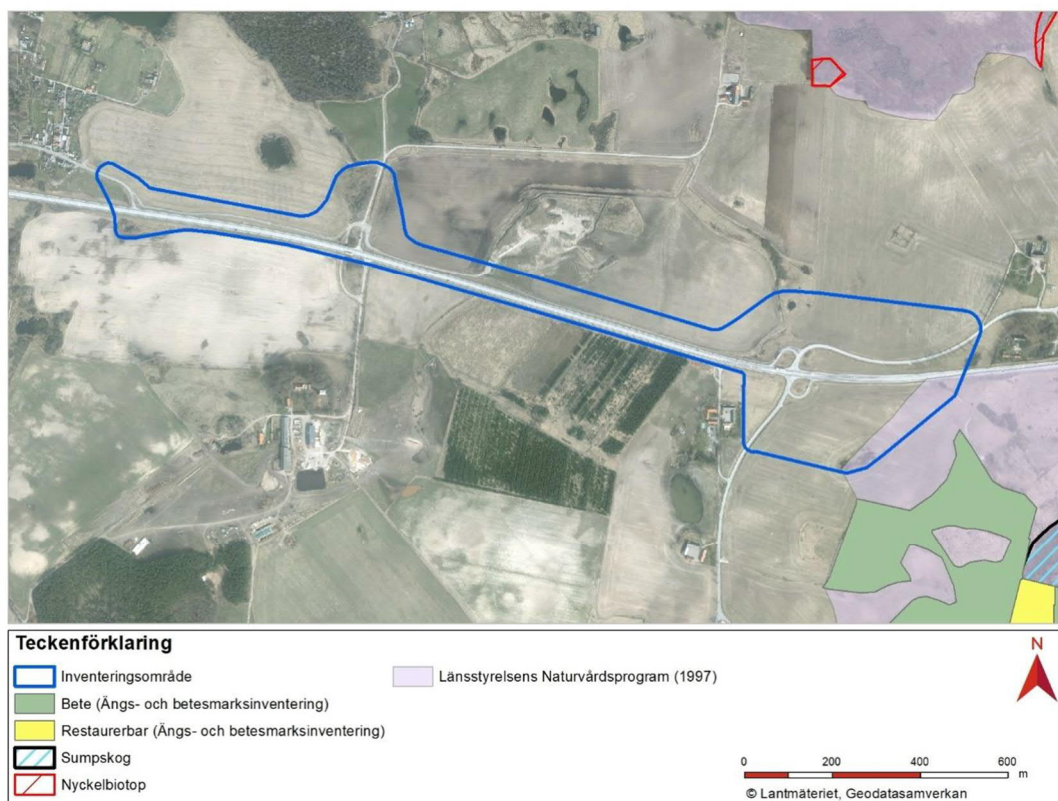 Teckenförklaring
Inventeringsområde
Bete (Ängs- och betesmarksinventering)
Restaurerbar (Ängs- och betesmarksinventering)
Sumpskog
Nyckelbiotop
Länsstyrelsens Naturvårdsprogram (1997)
N
0 200 400 600
m
© Lantmäteriet, Geodatasamverkan